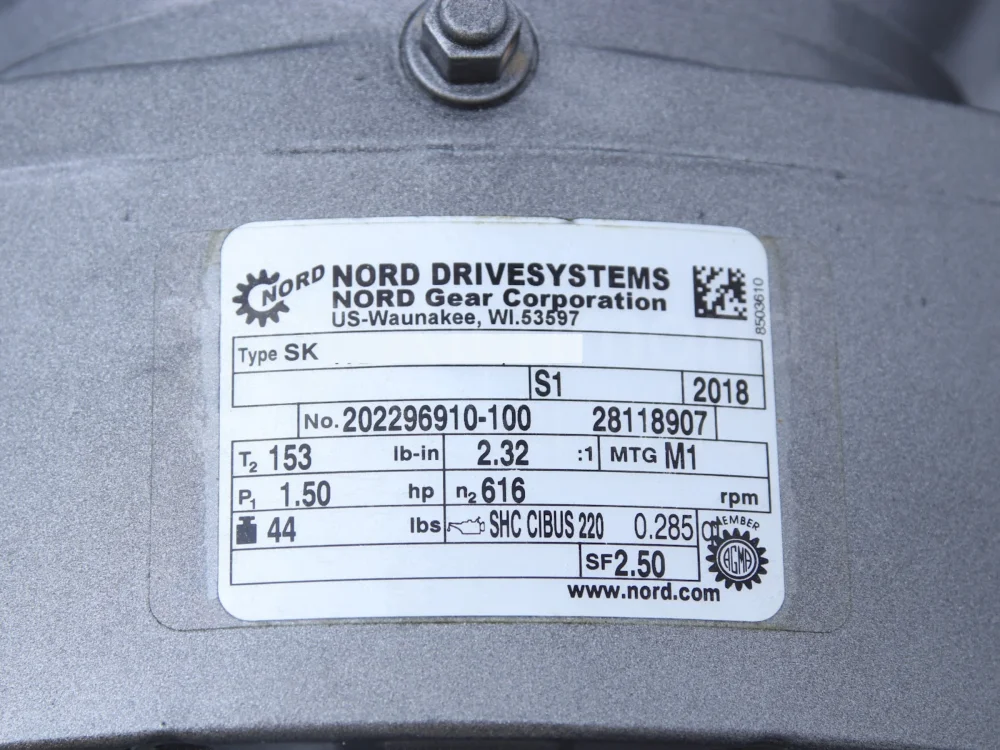 NORD NORD DRIVESYSTEMS
NORD Gear Corporation
US-Waunakee, WI.53597
8503610
Type SK
S1 2018
No. 202296910-100 28118907
T2 153 lb-in 2.32 :1 MTG M1
P1 1.50 hp n2 616 rpm
44 lbs SHC CIBUS 220 0.285
MEMBER
AGMA
SF 2.50
www.nord.com